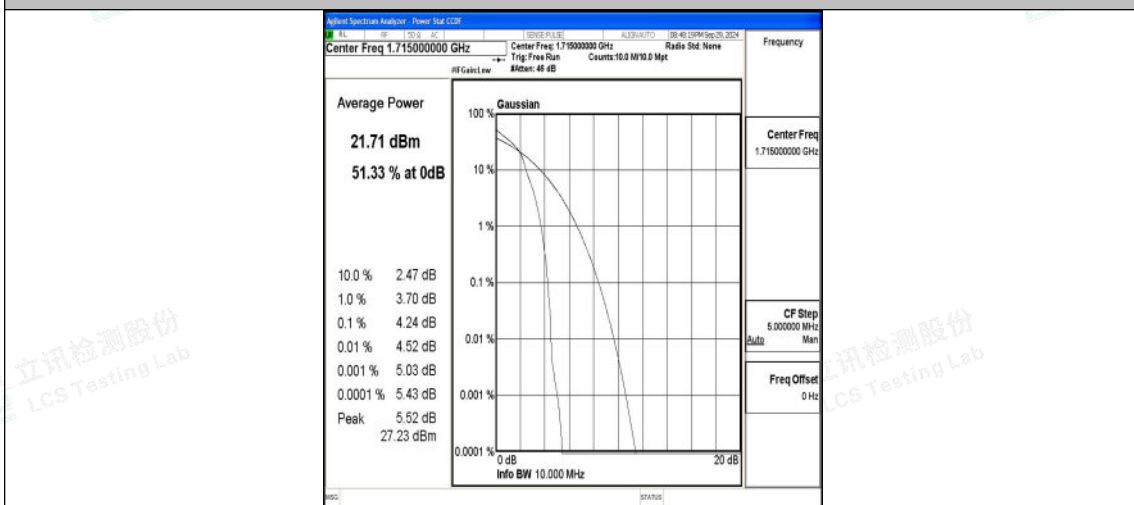 Agilent Spectrum Analyzer - Power Stat CCDF
RL RF 50 Ω AC SENSE:PULSE ALIGNAUTO 08:48:19PM Sep 29, 2024
Center Freq 1.715000000 GHz
Center Freq: 1.715000000 GHz Radio Std: None
Trig: Free Run Counts:10.0 M/10.0 Mpt
#IFGain:Low #Atten: 46 dB
Frequency
Average Power
21.71 dBm
51.33 % at 0dB
10.0 % 2.47 dB
1.0 % 3.70 dB
0.1 % 4.24 dB
0.01 % 4.52 dB
0.001 % 5.03 dB
0.0001 % 5.43 dB
Peak 5.52 dB
27.23 dBm
Gaussian
100 %
10 %
1 %
0.1 %
0.01 %
0.001 %
0.0001 %
0 dB 20 dB
Info BW 10.000 MHz
Center Freq
1.715000000 GHz
CF Step
5.000000 MHz
Auto Man
Freq Offset
0 Hz
MSG STATUS
立讯检测股份
LCS Testing Lab
立讯检测股份
LCS Testing Lab